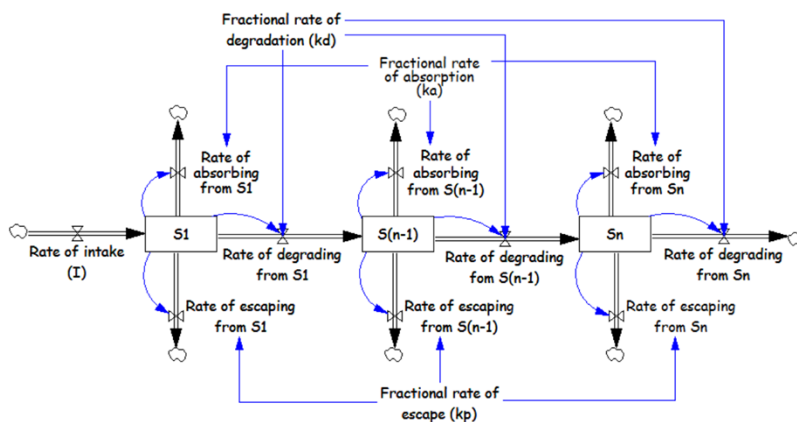 Fractional rate of
degradation (kd)
Fractional rate
of absorption
(ka)
Rate of
absorbing
from S1
Rate of
absorbing
from S(n-1)
Rate of
absorbing
from Sn
S1
S(n-1)
Sn
Rate of intake
(I)
Rate of degrading
from S1
Rate of degrading
fom S(n-1)
Rate of degrading
from Sn
Rate of escaping
from S1
Rate of escaping
from S(n-1)
Rate of escaping
from Sn
Fractional rate of
escape (kp)